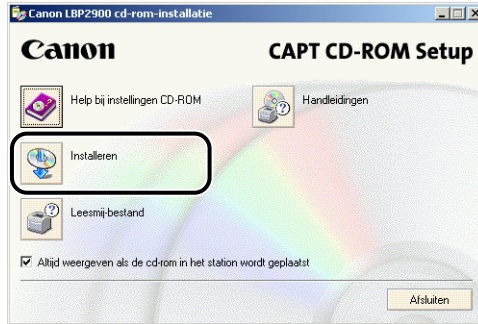 Canon LBP2900 cd-rom-installatie
Canon CAPT CD-ROM Setup
Help bij instellingen CD-ROM Handleidingen
Installeren
Leesmij-bestand
Altijd weergeven als de cd-rom in het station wordt geplaatst
Afsluiten